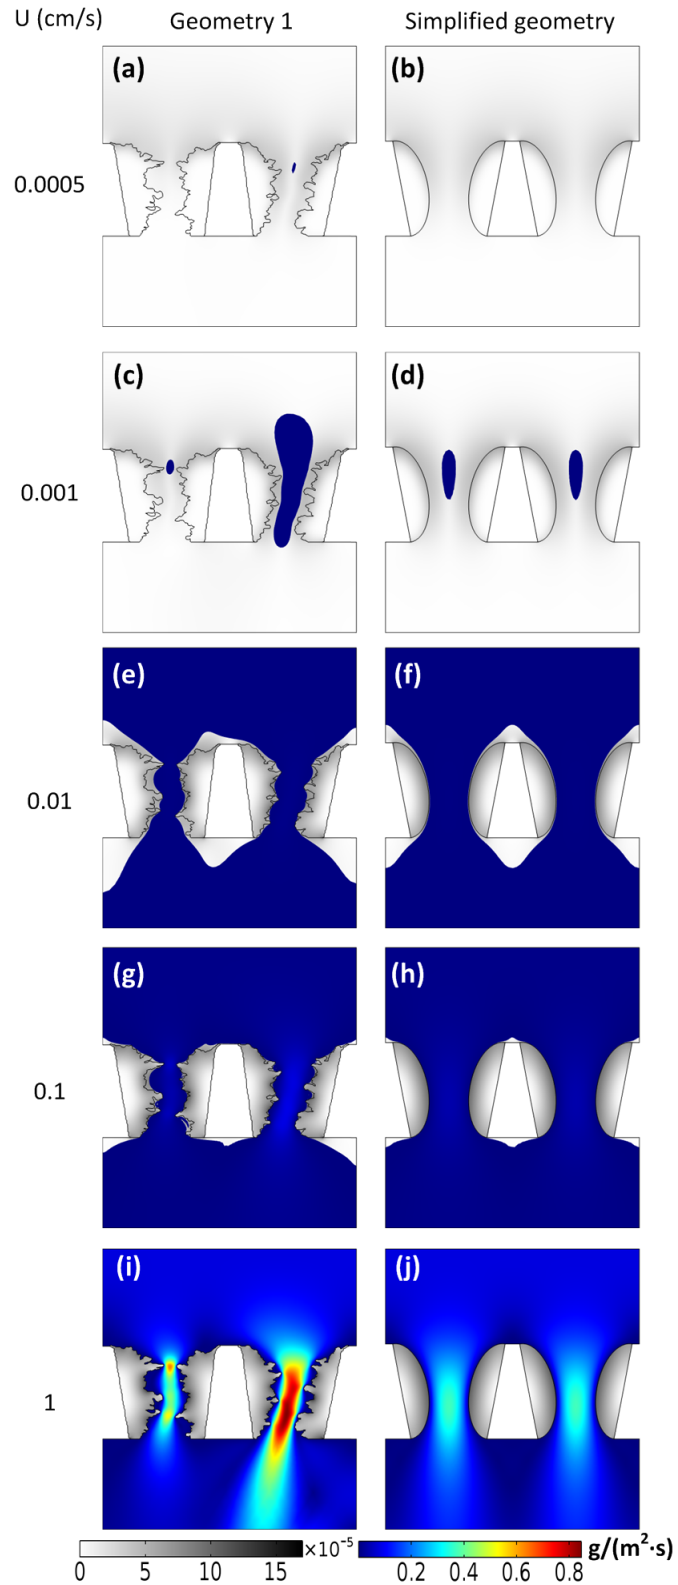 U (cm/s) Geometry 1 Simplified geometry
(a) (b)
0.0005
(c) (d)
0.001
(e) (f)
0.01
(g) (h)
0.1
(i) (j)
1
0 5 10 15 ×10⁻⁵ 0.2 0.4 0.6 0.8 g/(m²·s)